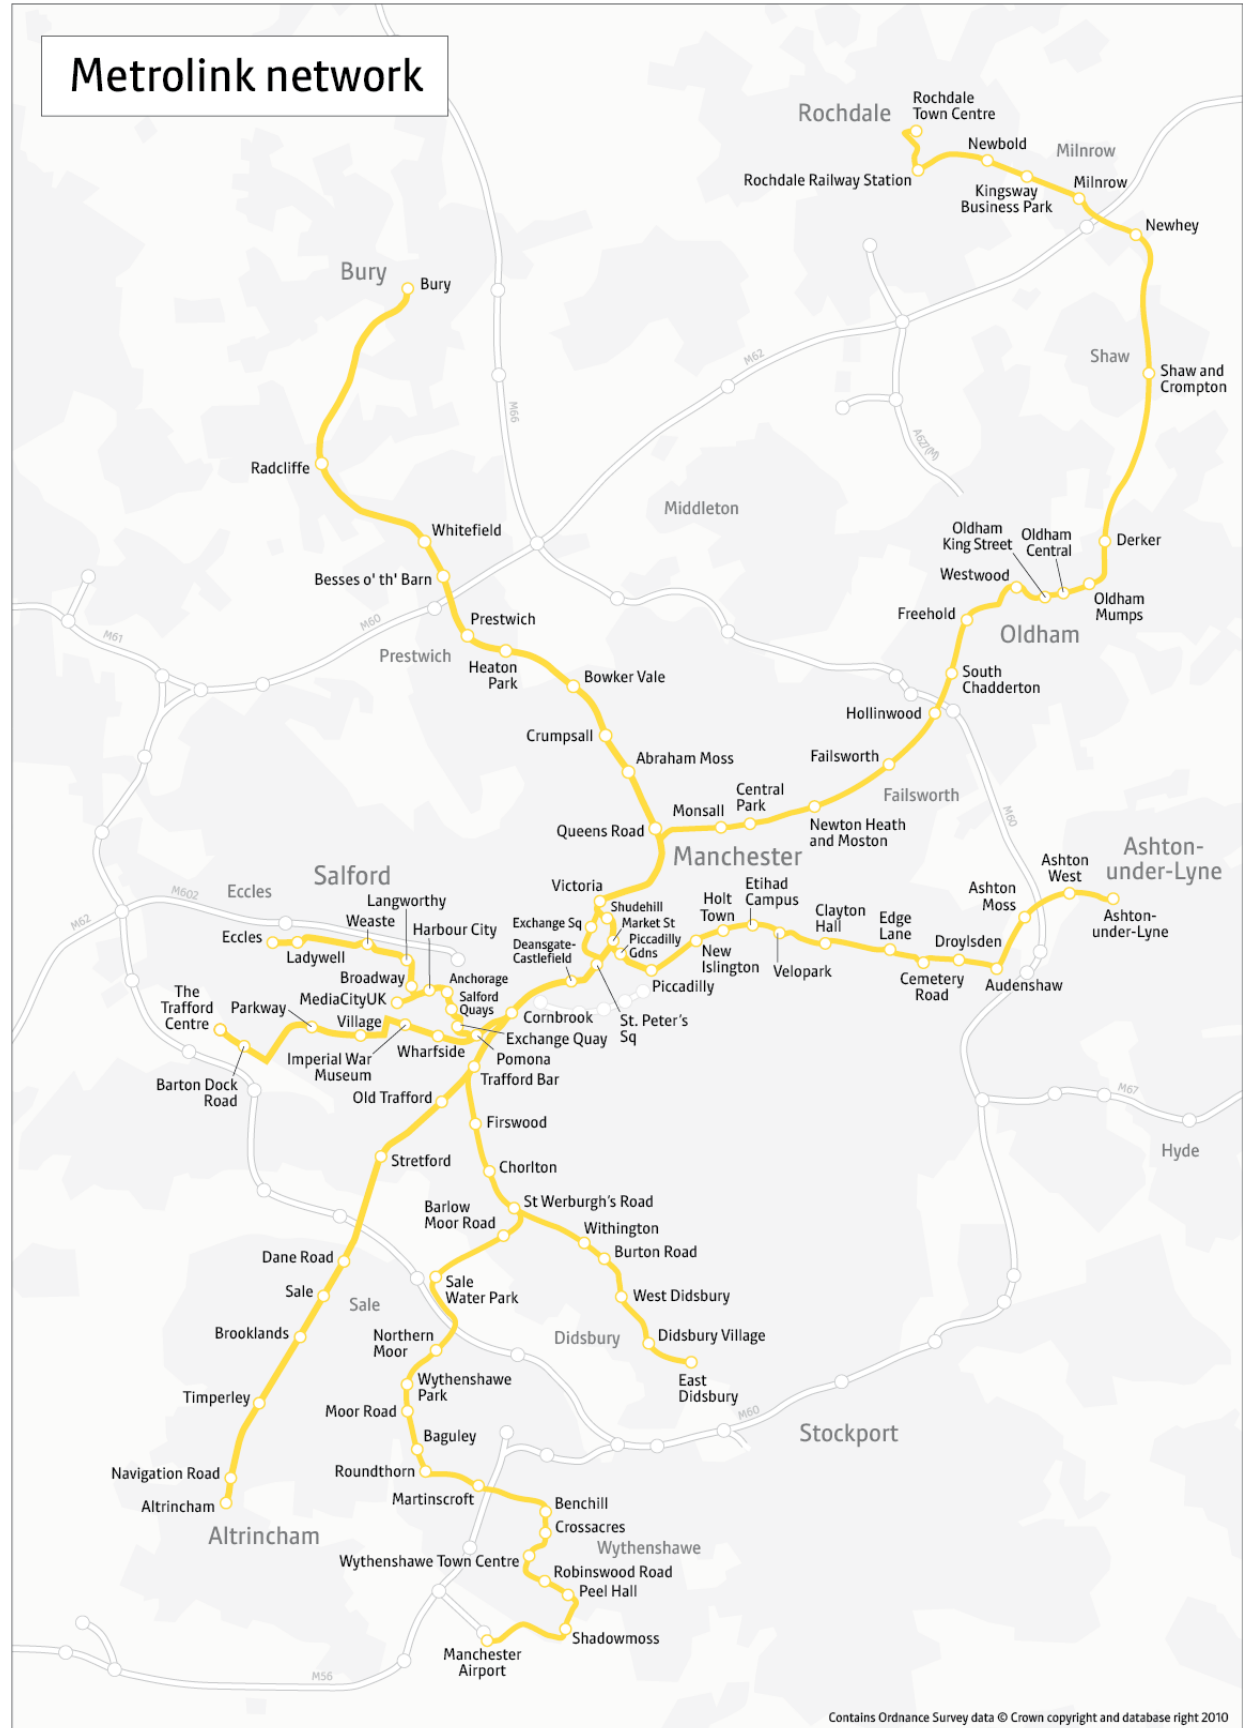 Metrolink network
Rochdale
Rochdale
Town Centre
Newbold
Milnrow
Rochdale Railway Station
Kingsway
Business Park
Milnrow
Newhey
Bury
Bury
Shaw
Shaw and
Crompton
M62
M66
A627(M)
Radcliffe
Middleton
Whitefield
Oldham
King Street
Oldham
Central
Derker
Besses o' th' Barn
Westwood
Oldham
Mumps
Freehold
Oldham
M60
M61
Prestwich
Prestwich
Heaton
Park
Bowker Vale
South
Chadderton
Hollinwood
Crumpsall
Abraham Moss
Failsworth
Failsworth
Central
Park
Monsall
Newton Heath
and Moston
M60
Queens Road
Manchester
Ashton-
under-Lyne
Ashton
West
Salford
Eccles
M602
M62
Langworthy
Weaste
Harbour City
Victoria
Shudehill
Exchange Sq
Market St
Deansgate-
Castlefield
Piccadilly
Gdns
Holt
Town
Etihad
Campus
Clayton
Hall
Edge
Lane
Ashton
Moss
Ashton-
under-Lyne
Eccles
Ladywell
Broadway
Anchorage
MediaCityUK
Salford
Quays
New
Islington
Velopark
Droylsden
Cemetery
Road
Audenshaw
Piccadilly
The
Trafford
Centre
Parkway
Village
Cornbrook
St. Peter's
Sq
Exchange Quay
Imperial War
Museum
Wharfside
Pomona
Trafford Bar
Barton Dock
Road
Old Trafford
M67
Firswood
Hyde
Stretford
Chorlton
Barlow
Moor Road
St Werburgh's Road
Withington
Burton Road
Dane Road
Sale
Sale
Sale
Water Park
West Didsbury
Brooklands
Northern
Moor
Didsbury
Didsbury Village
East
Didsbury
Timperley
Wythenshawe
Park
Moor Road
M60
Stockport
Baguley
Navigation Road
Roundthorn
Altrincham
Martinscroft
Benchill
Altrincham
Crossacres
Wythenshawe
Wythenshawe Town Centre
Robinswood Road
Peel Hall
Shadowmoss
Manchester
Airport
M56
Contains Ordnance Survey data © Crown copyright and database right 2010